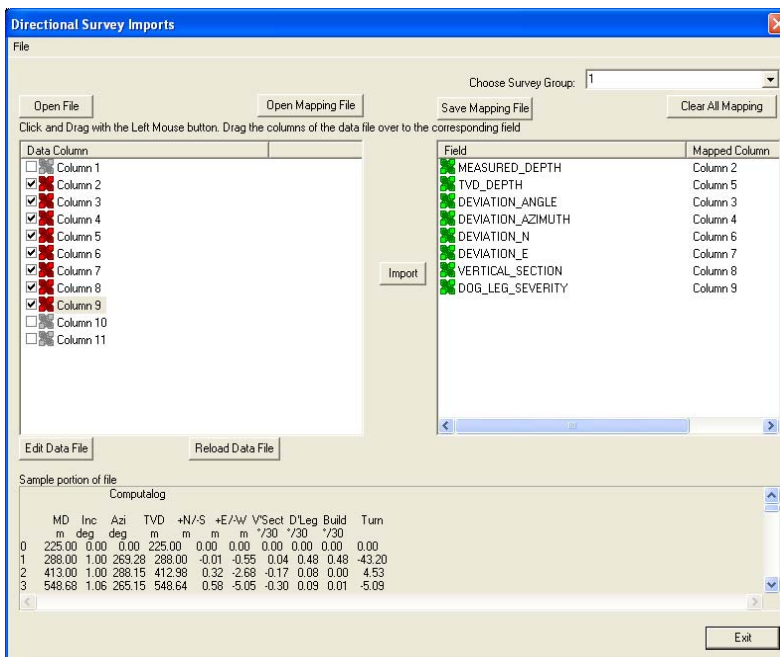 Directional Survey Imports
File
Choose Survey Group: 1
Open File Open Mapping File Save Mapping File Clear All Mapping
Click and Drag with the Left Mouse button. Drag the columns of the data file over to the corresponding field
Data Column
Column 1
Column 2
Column 3
Column 4
Column 5
Column 6
Column 7
Column 8
Column 9
Column 10
Column 11
Import
Field Mapped Column
MEASURED_DEPTH Column 2
TVD_DEPTH Column 5
DEVIATION_ANGLE Column 3
DEVIATION_AZIMUTH Column 4
DEVIATION_N Column 6
DEVIATION_E Column 7
VERTICAL_SECTION Column 8
DOG_LEG_SEVERITY Column 9
Edit Data File Reload Data File
Sample portion of file
Computalog
MD Inc Azi TVD +N/-S +E/-W V'Sect D'Leg Build Turn
m deg deg m m m m °/30 °/30 °/30
0 225.00 0.00 0.00 225.00 0.00 0.00 0.00 0.00 0.00 0.00
1 288.00 1.00 269.28 288.00 -0.01 -0.55 0.04 0.48 0.48 -43.20
2 413.00 1.00 288.15 412.98 0.32 -2.68 -0.17 0.08 0.00 4.53
3 548.68 1.06 265.15 548.64 0.58 -5.05 -0.30 0.09 0.01 -5.09
Exit